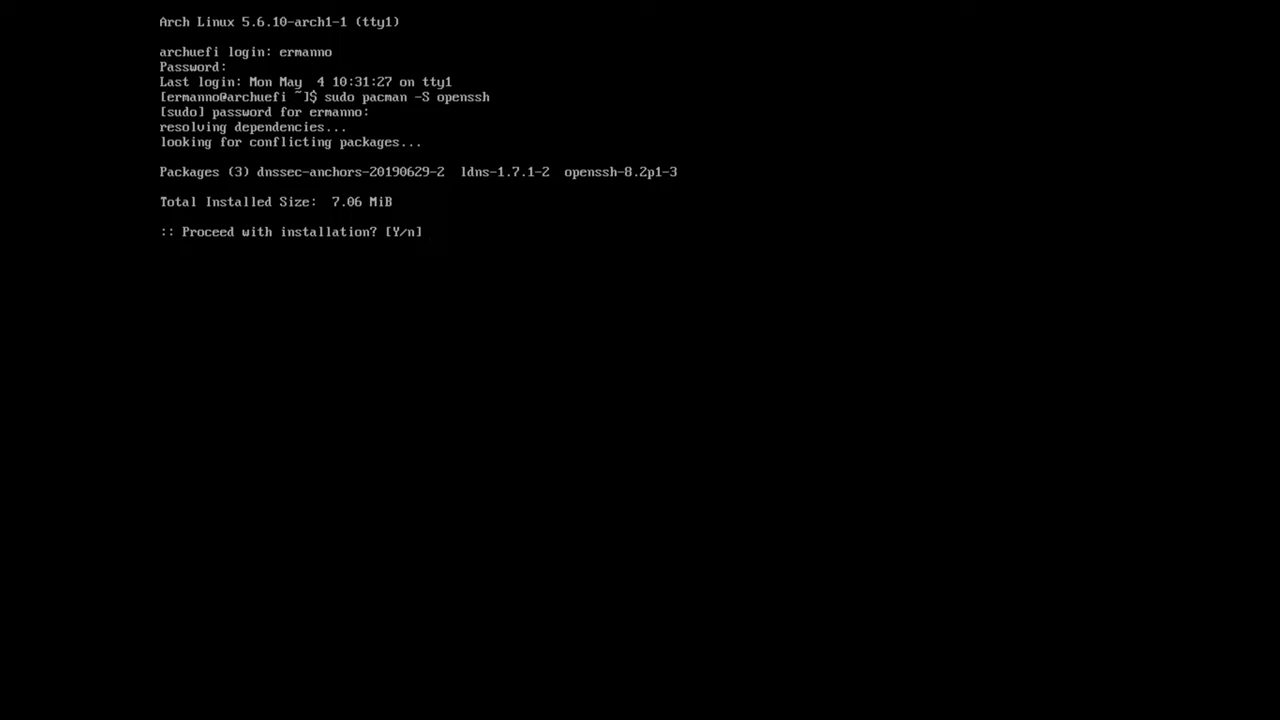 Arch Linux 5.6.10-arch1-1 (tty1)
archuefi login: ermanno
Password:
Last login: Mon May  4 10:31:27 on tty1
[ermanno@archuefi ~]$ sudo pacman -S openssh
[sudo] password for ermanno:
resolving dependencies...
looking for conflicting packages...
Packages (3) dnssec-anchors-20190629-2  ldns-1.7.1-2  openssh-8.2p1-3
Total Installed Size:  7.06 MiB
:: Proceed with installation? [Y/n]